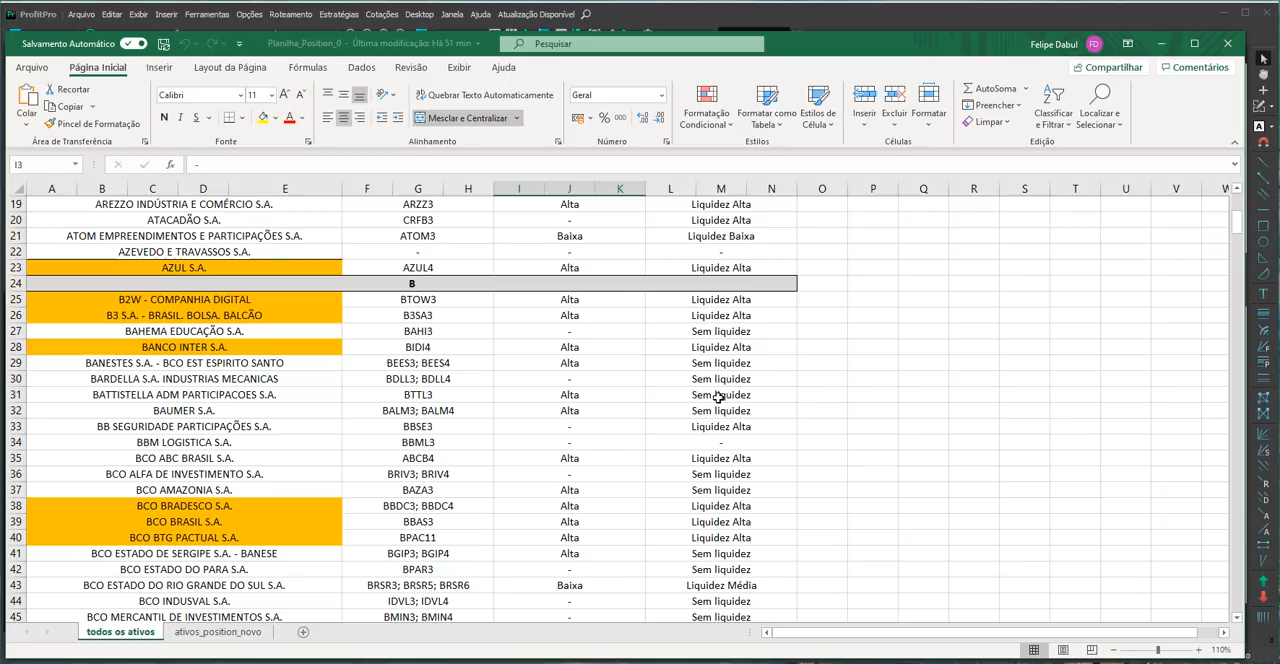 ProfitPro Arquivo Editar Exibir Inserir Ferramentas Opções Roteamento Estratégias Cotações Desktop Janela Ajuda Atualização Disponível
Salvamento Automático Planilha_Position_0 - Última modificação: Há 51 min Pesquisar Felipe Dabul FD
Arquivo Página Inicial Inserir Layout da Página Fórmulas Dados Revisão Exibir Ajuda Compartilhar Comentários
Colar Recortar Copiar Pincel de Formatação
Calibri 11 N I S
Quebrar Texto Automaticamente Mesclar e Centralizar
Geral % 000
Formatação Condicional Formatar como Tabela Estilos de Célula
Inserir Excluir Formatar
AutoSoma Preencher Limpar Classificar e Filtrar Localizar e Selecionar
Área de Transferência Fonte Alinhamento Número Estilos Células Edição
I3 fx -
A B C D E F G H I J K L M N O P Q R S T U V W
19 AREZZO INDÚSTRIA E COMÉRCIO S.A. ARZZ3 Alta Liquidez Alta
20 ATACADÃO S.A. CRFB3 - Liquidez Alta
21 ATOM EMPREENDIMENTOS E PARTICIPAÇÕES S.A. ATOM3 Baixa Liquidez Baixa
22 AZEVEDO E TRAVASSOS S.A. - - -
23 AZUL S.A. AZUL4 Alta Liquidez Alta
24 B
25 B2W - COMPANHIA DIGITAL BTOW3 Alta Liquidez Alta
26 B3 S.A. - BRASIL. BOLSA. BALCÃO B3SA3 Alta Liquidez Alta
27 BAHEMA EDUCAÇÃO S.A. BAHI3 - Sem liquidez
28 BANCO INTER S.A. BIDI4 Alta Liquidez Alta
29 BANESTES S.A. - BCO EST ESPIRITO SANTO BEES3; BEES4 Alta Sem liquidez
30 BARDELLA S.A. INDUSTRIAS MECANICAS BDLL3; BDLL4 - Sem liquidez
31 BATTISTELLA ADM PARTICIPACOES S.A. BTTL3 Alta Sem liquidez
32 BAUMER S.A. BALM3; BALM4 Alta Sem liquidez
33 BB SEGURIDADE PARTICIPAÇÕES S.A. BBSE3 - Liquidez Alta
34 BBM LOGISTICA S.A. BBML3 - -
35 BCO ABC BRASIL S.A. ABCB4 Alta Liquidez Alta
36 BCO ALFA DE INVESTIMENTO S.A. BRIV3; BRIV4 - Sem liquidez
37 BCO AMAZONIA S.A. BAZA3 Alta Sem liquidez
38 BCO BRADESCO S.A. BBDC3; BBDC4 Alta Liquidez Alta
39 BCO BRASIL S.A. BBAS3 Alta Liquidez Alta
40 BCO BTG PACTUAL S.A. BPAC11 Alta Liquidez Alta
41 BCO ESTADO DE SERGIPE S.A. - BANESE BGIP3; BGIP4 Alta Sem liquidez
42 BCO ESTADO DO PARA S.A. BPAR3 - Sem liquidez
43 BCO ESTADO DO RIO GRANDE DO SUL S.A. BRSR3; BRSR5; BRSR6 Baixa Liquidez Média
44 BCO INDUSVAL S.A. IDVL3; IDVL4 - Sem liquidez
45 BCO MERCANTIL DE INVESTIMENTOS S.A. BMIN3; BMIN4 - Sem liquidez
todos os ativos ativos_position_novo
110%